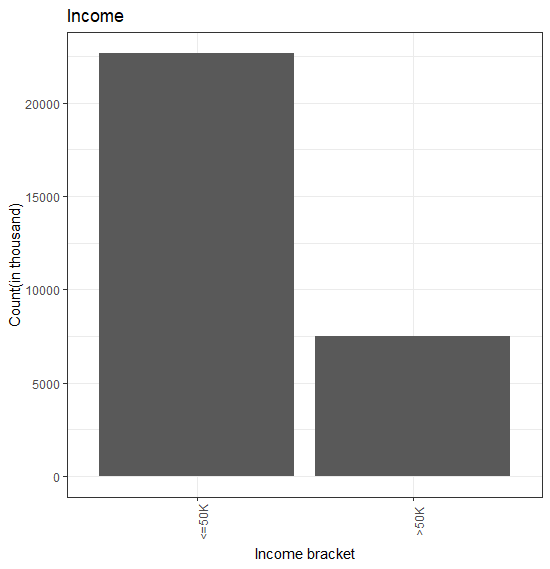 Income
Count(in thousand)
20000
15000
10000
5000
0
<=50K
>50K
Income bracket